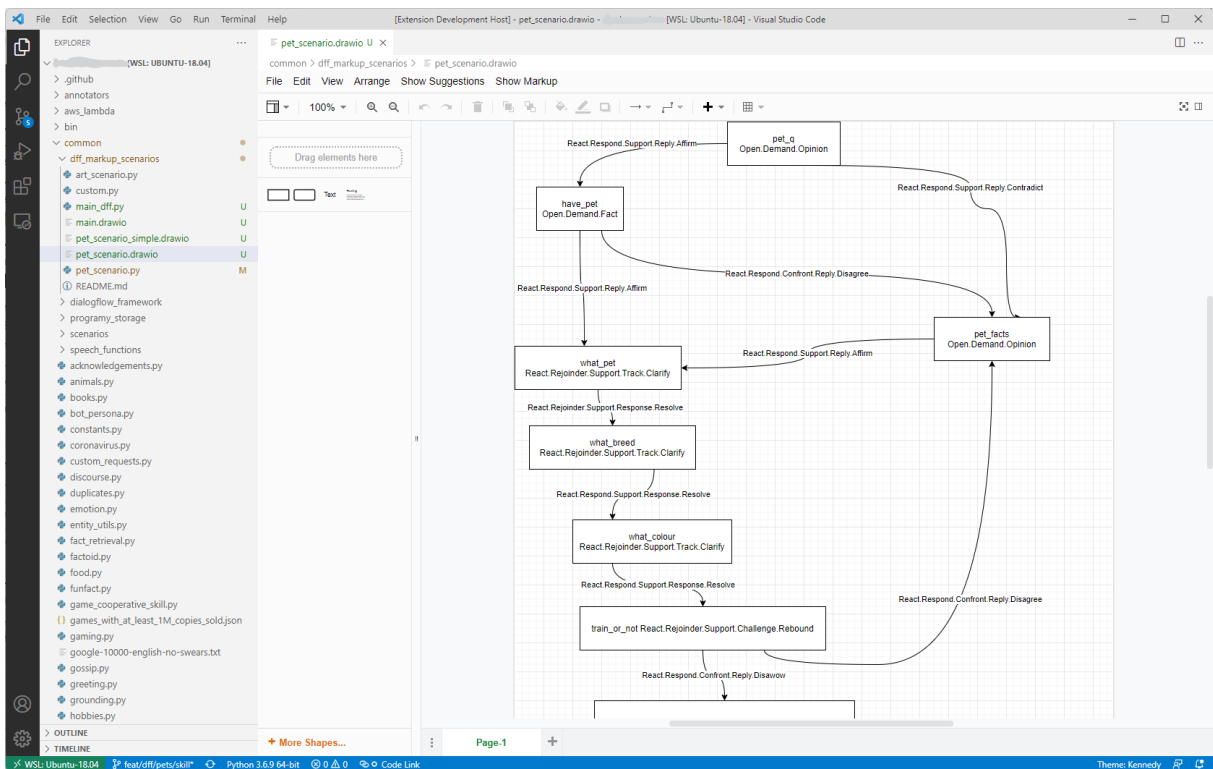 File Edit Selection View Go Run Terminal Help
[Extension Development Host] - pet_scenario.drawio - [WSL: Ubuntu-18.04] - Visual Studio Code
EXPLORER
[WSL: UBUNTU-18.04]
.github
annotators
aws_lambda
bin
common
dff_markup_scenarios
art_scenario.py
custom.py
main_dff.py U
main.drawio U
pet_scenario_simple.drawio U
pet_scenario.drawio U
pet_scenario.py M
README.md
dialogflow_framework
programy_storage
scenarios
speech_functions
acknowledgements.py
animals.py
books.py
bot_persona.py
constants.py
coronavirus.py
custom_requests.py
discourse.py
duplicates.py
emotion.py
entity_utils.py
fact_retrieval.py
factoid.py
food.py
funfact.py
game_cooperative_skill.py
{} games_with_at_least_1M_copies_sold.json
gaming.py
google-10000-english-no-swears.txt
gossip.py
greeting.py
grounding.py
hobbies.py
OUTLINE
TIMELINE
pet_scenario.drawio U
common > dff_markup_scenarios > pet_scenario.drawio
File Edit View Arrange Show Suggestions Show Markup
100%
Drag elements here
Text
+ More Shapes...
pet_q
Open.Demand.Opinion
React.Respond.Support.Reply.Affirm
React.Respond.Support.Reply.Contradict
have_pet
Open.Demand.Fact
React.Respond.Confront.Reply.Disagree
React.Respond.Support.Reply.Affirm
pet_facts
Open.Demand.Opinion
React.Respond.Support.Reply.Affirm
what_pet
React.Rejoinder.Support.Track.Clarify
React.Rejoinder.Support.Response.Resolve
what_breed
React.Rejoinder.Support.Track.Clarify
React.Respond.Support.Response.Resolve
what_colour
React.Rejoinder.Support.Track.Clarify
React.Respond.Support.Response.Resolve
React.Respond.Confront.Reply.Disagree
train_or_not React.Rejoinder.Support.Challenge.Rebound
React.Respond.Confront.Reply.Disawow
Page-1
5
WSL: Ubuntu-18.04 feat/dff/pets/skill* Python 3.6.9 64-bit 0 0 0 Code Link Theme: Kennedy